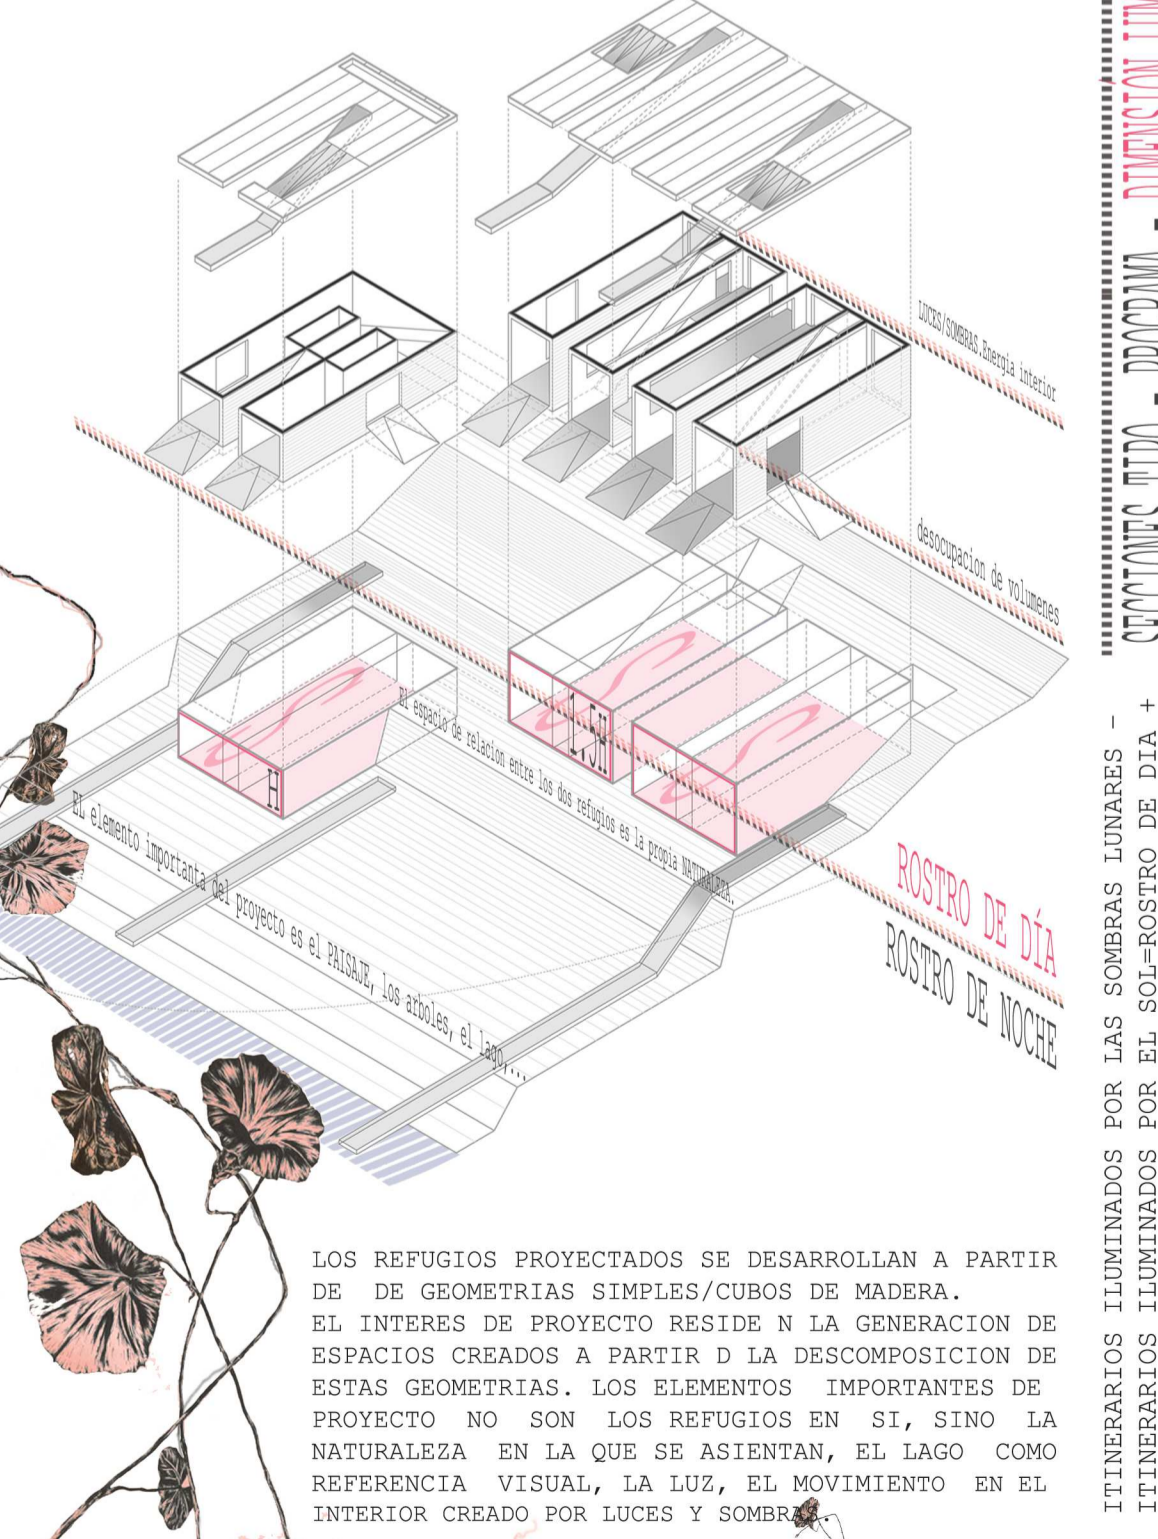 LUCES/SOMBRAS.Energia interior
desocupacion de volumenes
El espacio de relacion entre los dos refugios es la propia NATURALEZA.
1,5H
H
EL elemento importanta del proyecto es el PAISAJE, los arboles, el lago,...
ROSTRO DE DÍA
ROSTRO DE NOCHE
LOS REFUGIOS PROYECTADOS SE DESARROLLAN A PARTIR
DE DE GEOMETRIAS SIMPLES/CUBOS DE MADERA.
EL INTERES DE PROYECTO RESIDE N LA GENERACION DE
ESPACIOS CREADOS A PARTIR D LA DESCOMPOSICION DE
ESTAS GEOMETRIAS. LOS ELEMENTOS IMPORTANTES DE
PROYECTO NO SON LOS REFUGIOS EN SI, SINO LA
NATURALEZA EN LA QUE SE ASIENTAN, EL LAGO COMO
REFERENCIA VISUAL, LA LUZ, EL MOVIMIENTO EN EL
INTERIOR CREADO POR LUCES Y SOMBRAS.
SECCIONES TIPO - PROGRAMA - DIMENSION
ITINERARIOS ILUMINADOS POR LAS SOMBRAS LUNARES -
ITINERARIOS ILUMINADOS POR EL SOL=ROSTRO DE DIA +